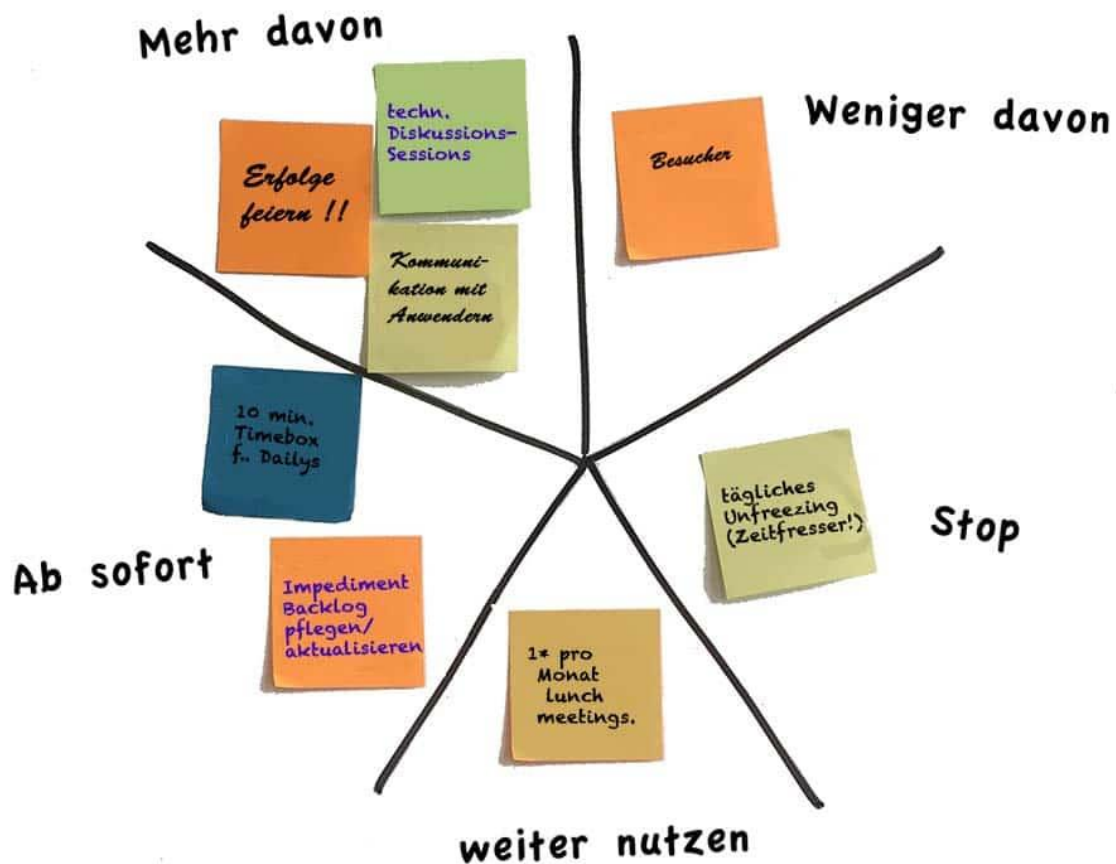 Mehr davon
techn.
Diskussions-
Sessions
Erfolge
feiern !!
Kommuni-
kation mit
Anwendern
Weniger davon
Besucher
Stop
tägliches
Unfreezing
(Zeitfresser!)
weiter nutzen
1* pro
Monat
lunch
meetings.
Ab sofort
10 min.
Timebox
f.. Dailys
Impediment
Backlog
pflegen/
aktualisieren